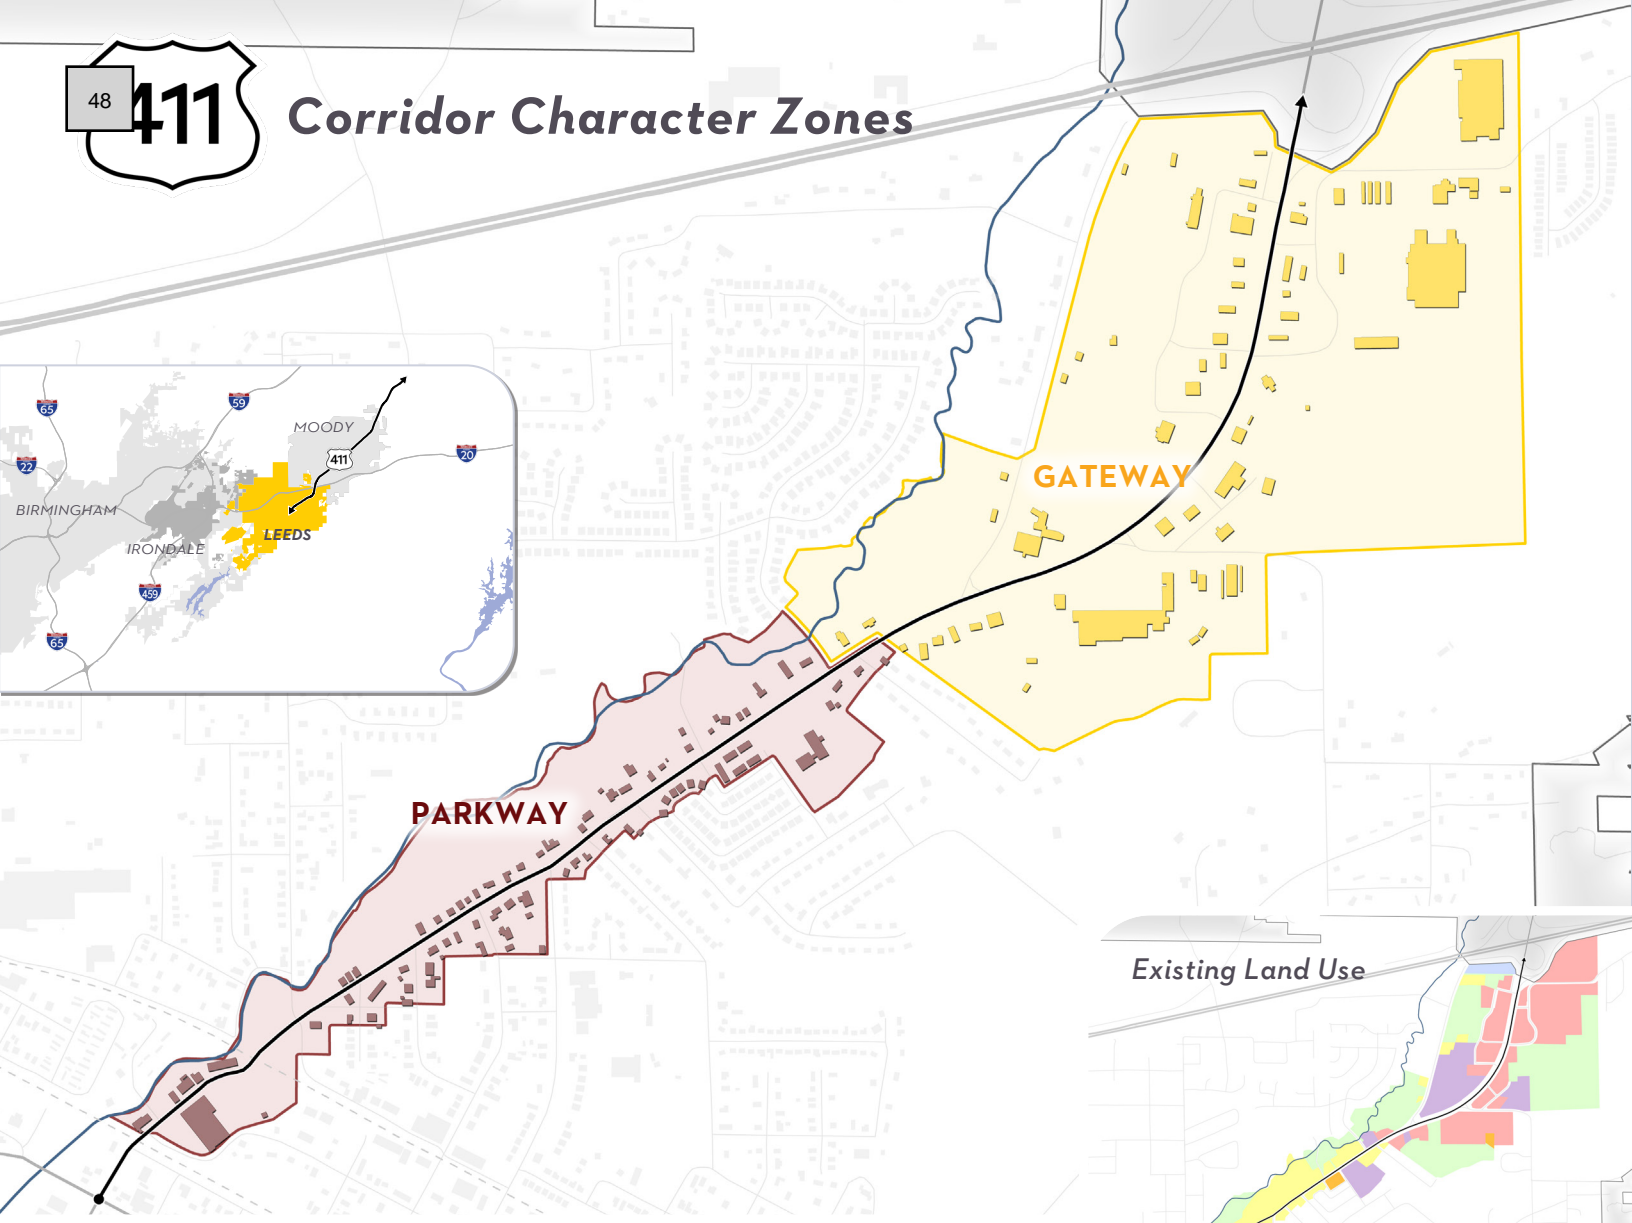 48
411
Corridor Character Zones
65
59
MOODY
411
20
22
BIRMINGHAM
LEEDS
IRONDALE
459
65
GATEWAY
PARKWAY
Existing Land Use